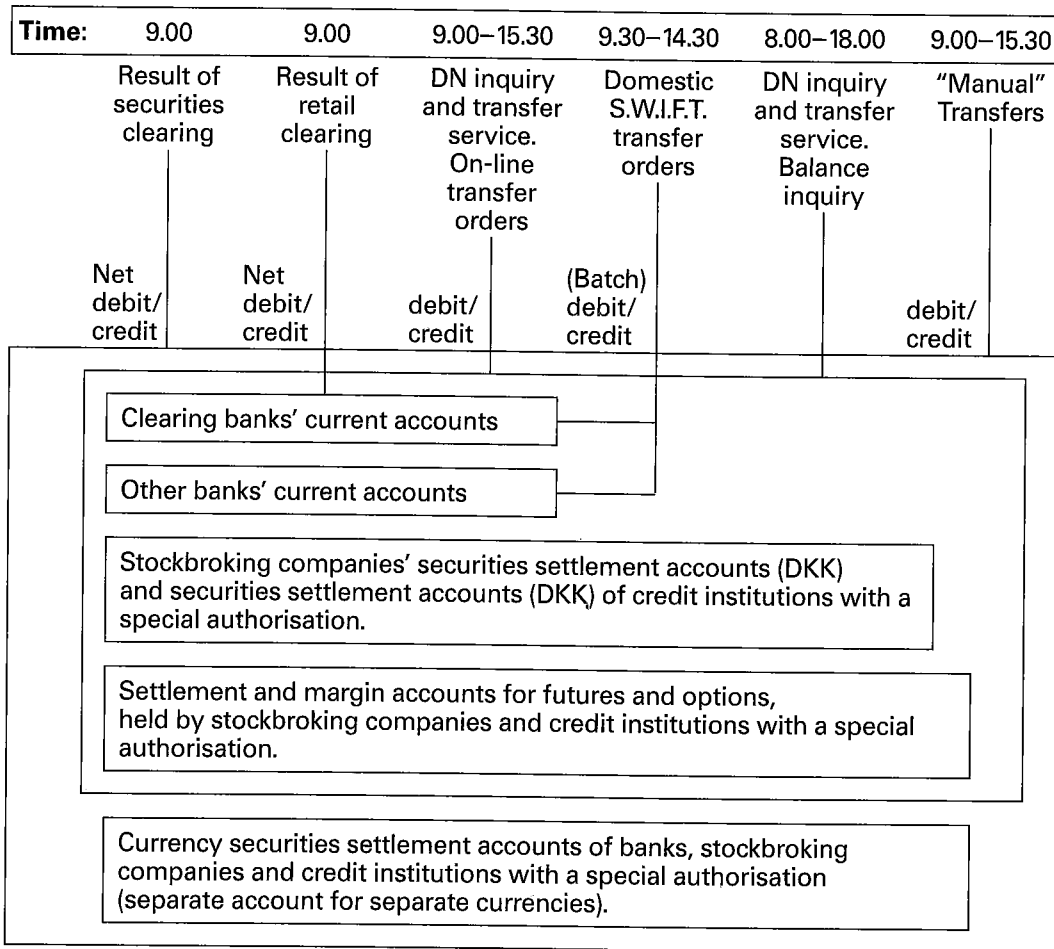 Time: 9.00 9.00 9.00–15.30 9.30–14.30 8.00–18.00 9.00–15.30
Result of
securities
clearing
Result of
retail
clearing
DN inquiry
and transfer
service.
On-line
transfer
orders
Domestic
S.W.I.F.T.
transfer
orders
DN inquiry
and transfer
service.
Balance
inquiry
“Manual”
Transfers
Net
debit/
credit
Net
debit/
credit
debit/
credit
(Batch)
debit/
credit
debit/
credit
Clearing banks’ current accounts
Other banks’ current accounts
Stockbroking companies’ securities settlement accounts (DKK)
and securities settlement accounts (DKK) of credit institutions with a
special authorisation.
Settlement and margin accounts for futures and options,
held by stockbroking companies and credit institutions with a special
authorisation.
Currency securities settlement accounts of banks, stockbroking
companies and credit institutions with a special authorisation
(separate account for separate currencies).